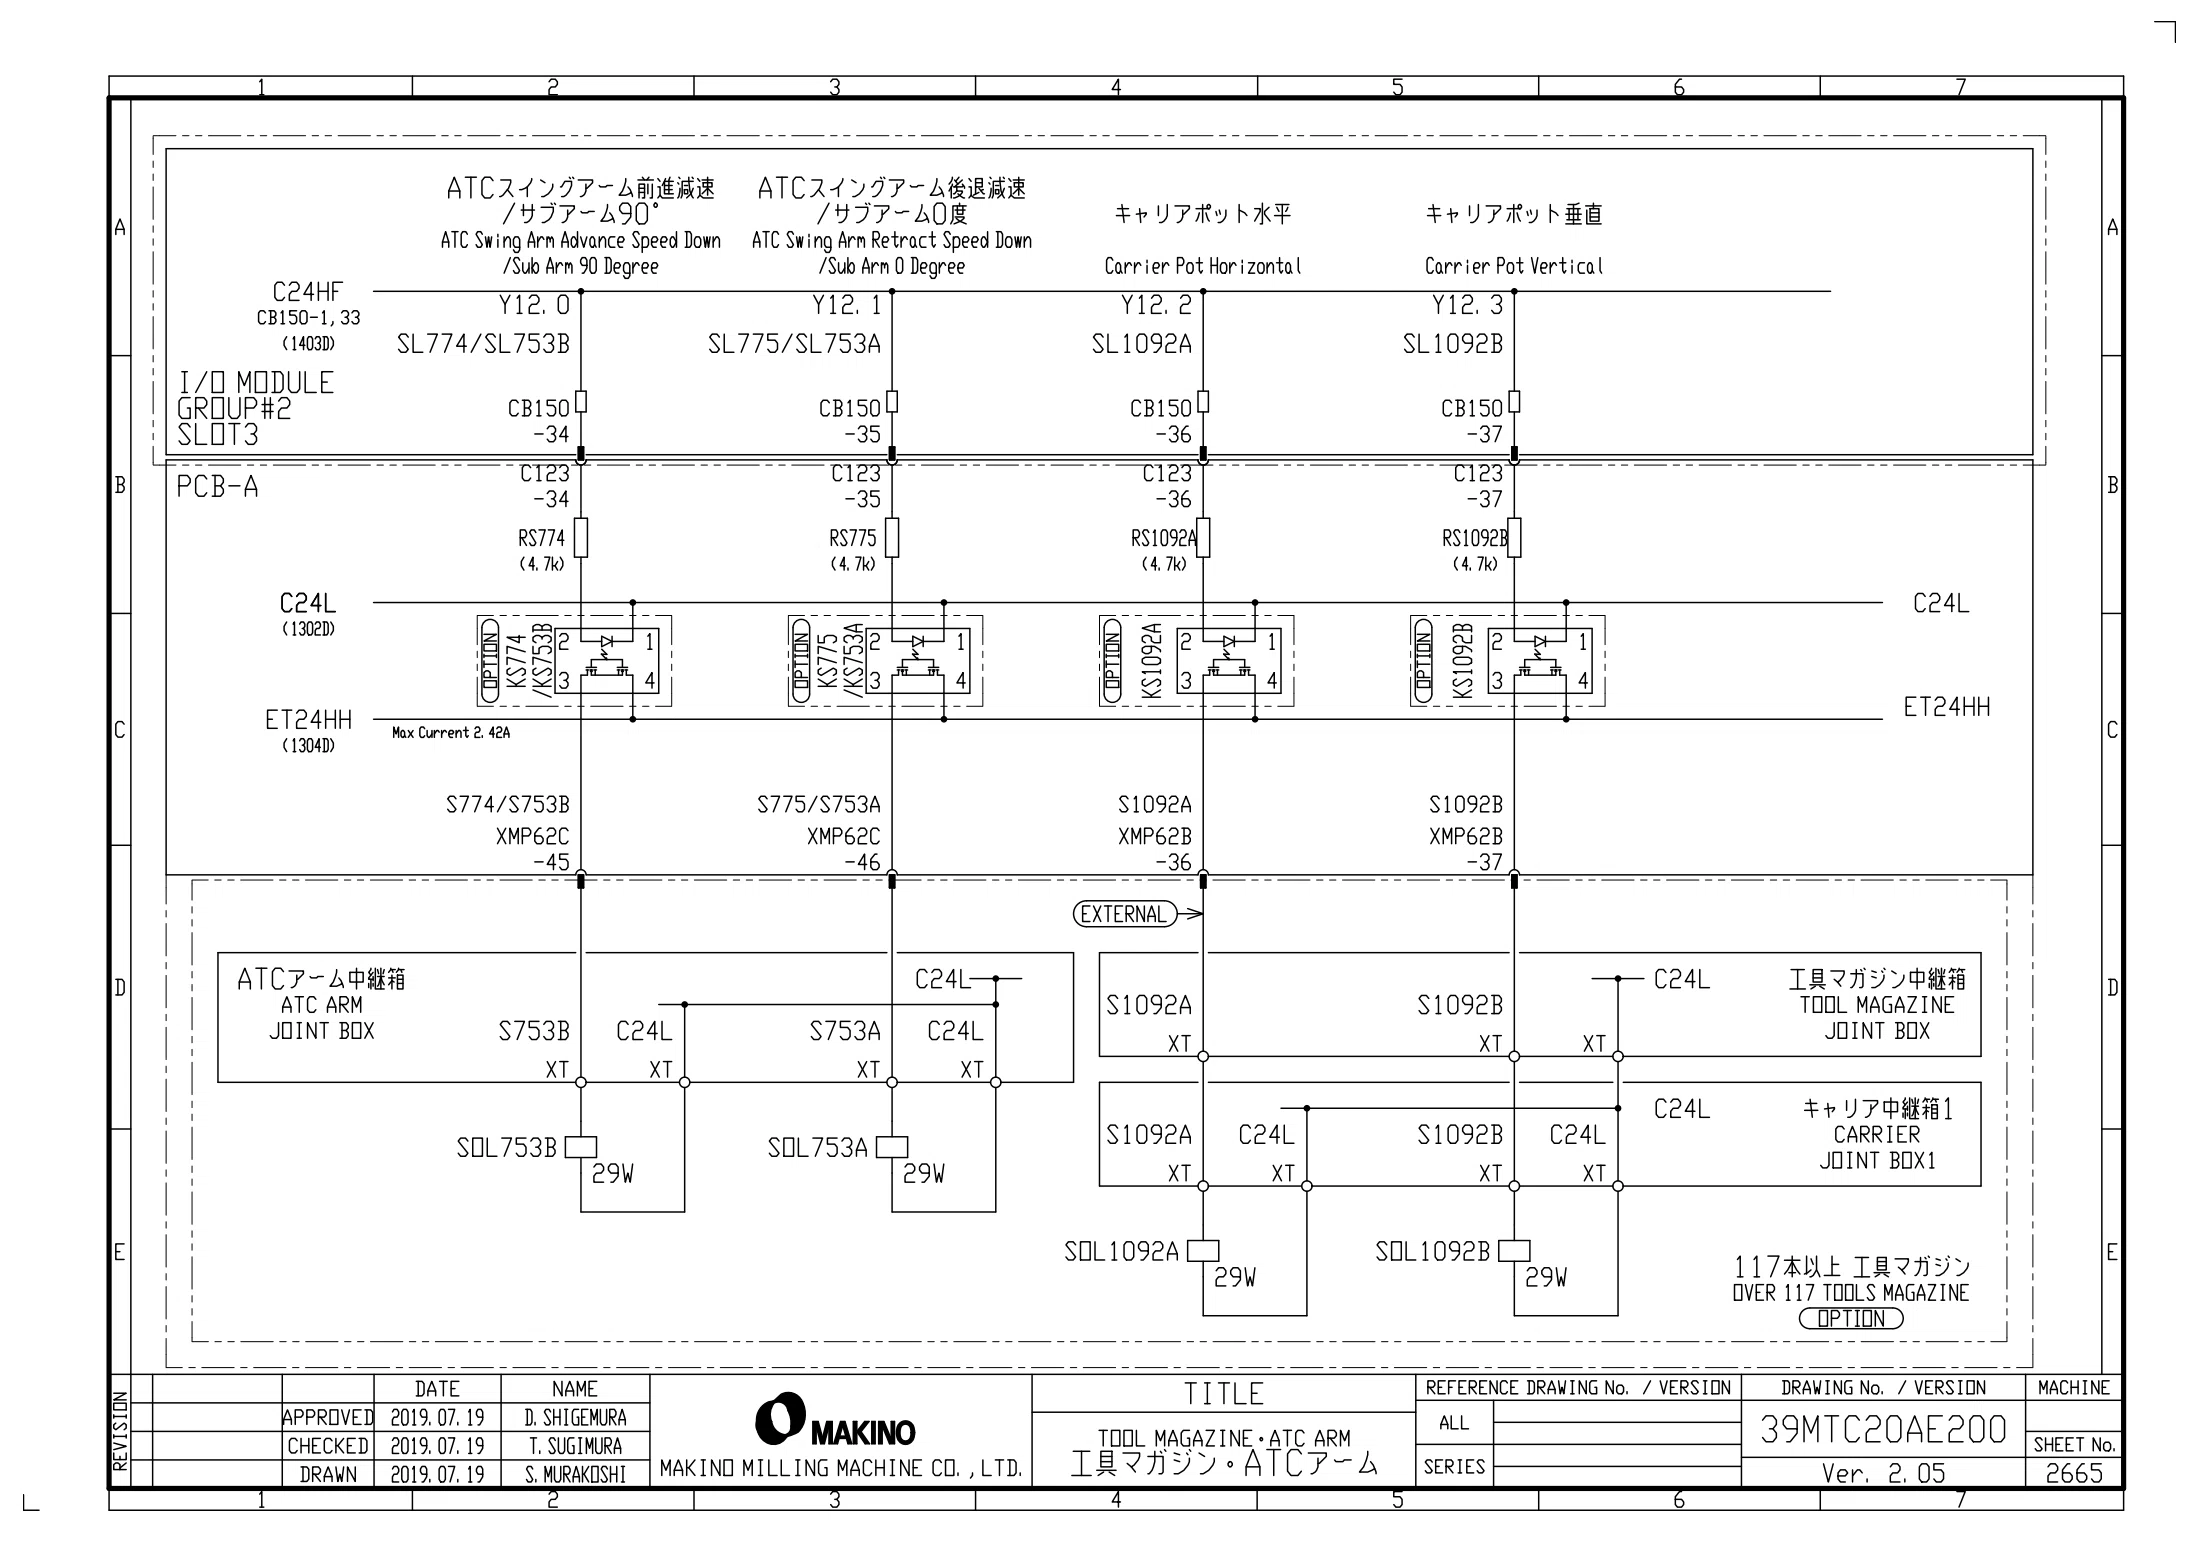 1 2 3 4 5 6 7
A A
B B
C C
D D
E E
ATCスイングアーム前進減速
/サブアーム90°
ATC Swing Arm Advance Speed Down
/Sub Arm 90 Degree
ATCスイングアーム後退減速
/サブアーム0度
ATC Swing Arm Retract Speed Down
/Sub Arm 0 Degree
キャリアポット水平
Carrier Pot Horizontal
キャリアポット垂直
Carrier Pot Vertical
C24HF
CB150-1, 33
(1403D)
Y12. 0 Y12. 1 Y12. 2 Y12. 3
SL774/SL753B SL775/SL753A SL1092A SL1092B
I/O MODULE
GROUP#2
SLOT3
CB150 CB150 CB150 CB150
-34 -35 -36 -37
PCB-A
C123 C123 C123 C123
-34 -35 -36 -37
RS774 RS775 RS1092A RS1092B
(4. 7k) (4. 7k) (4. 7k) (4. 7k)
C24L C24L
(1302D)
OPTION KS774 /KS753B 2 1 3 4
OPTION KS775 /KS753A 2 1 3 4
OPTION KS1092A 2 1 3 4
OPTION KS1092B 2 1 3 4
ET24HH ET24HH
(1304D)
Max Current 2. 42A
S774/S753B S775/S753A S1092A S1092B
XMP62C XMP62C XMP62B XMP62B
-45 -46 -36 -37
EXTERNAL
ATCアーム中継箱
ATC ARM
JOINT BOX
C24L
S753B C24L S753A C24L
XT XT XT XT
SOL753B 29W
SOL753A 29W
C24L
工具マガジン中継箱
TOOL MAGAZINE
JOINT BOX
S1092A S1092B
XT XT XT
C24L
キャリア中継箱1
CARRIER
JOINT BOX1
S1092A C24L S1092B C24L
XT XT XT XT
SOL1092A 29W
SOL1092B 29W
117本以上 工具マガジン
OVER 117 TOOLS MAGAZINE
OPTION
REVISION
DATE NAME
APPROVED 2019. 07. 19 D. SHIGEMURA
CHECKED 2019. 07. 19 T. SUGIMURA
DRAWN 2019. 07. 19 S. MURAKOSHI
MAKINO
MAKINO MILLING MACHINE CO. , LTD.
TITLE
TOOL MAGAZINE・ATC ARM
工具マガジン・ATCアーム
REFERENCE DRAWING No. / VERSION
ALL
SERIES
DRAWING No. / VERSION
39MTC20AE200
Ver. 2. 05
MACHINE
SHEET No.
2665
1 2 3 4 5 6 7